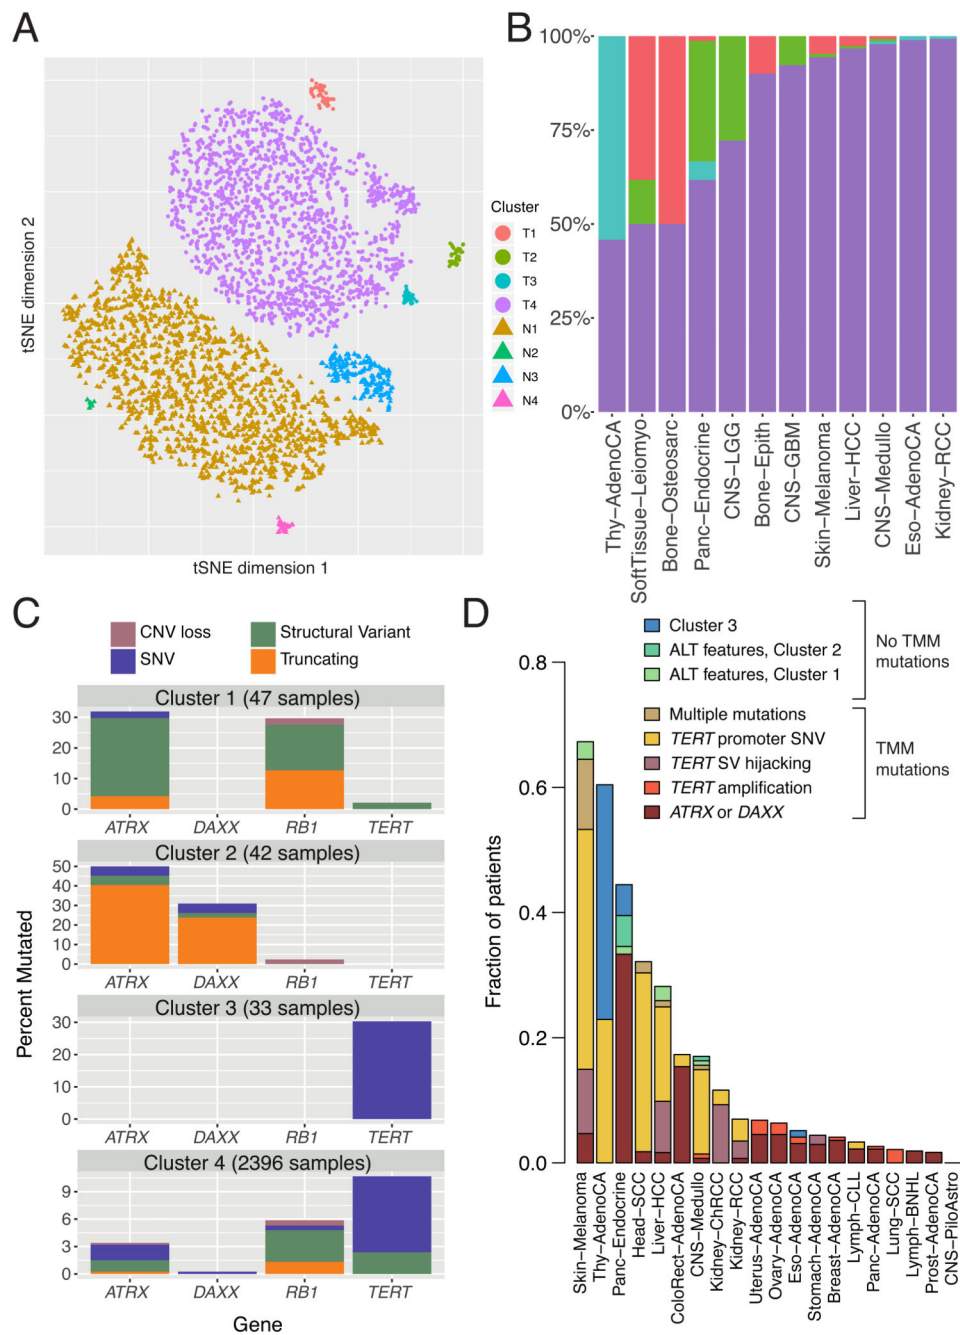 A
tSNE dimension 2
tSNE dimension 1
Cluster
T1
T2
T3
T4
N1
N2
N3
N4
B
100%
75%
50%
25%
0%
Thy−AdenoCA
SoftTissue−Leiomyo
Bone−Osteosarc
Panc−Endocrine
CNS−LGG
Bone−Epith
CNS−GBM
Skin−Melanoma
Liver−HCC
CNS−Medullo
Eso−AdenoCA
Kidney−RCC
C
CNV loss
Structural Variant
SNV
Truncating
Percent Mutated
Cluster 1 (47 samples)
30
20
10
0
ATRX DAXX RB1 TERT
Cluster 2 (42 samples)
50
40
30
20
10
0
ATRX DAXX RB1 TERT
Cluster 3 (33 samples)
30
20
10
0
ATRX DAXX RB1 TERT
Cluster 4 (2396 samples)
9
6
3
0
ATRX DAXX RB1 TERT
Gene
D
Cluster 3
ALT features, Cluster 2
ALT features, Cluster 1
No TMM
mutations
Multiple mutations
TERT promoter SNV
TERT SV hijacking
TERT amplification
ATRX or DAXX
TMM
mutations
Fraction of patients
0.8
0.6
0.4
0.2
0.0
Skin−Melanoma
Thy−AdenoCA
Panc−Endocrine
Head−SCC
Liver−HCC
ColoRect−AdenoCA
CNS−Medullo
Kidney−ChRCC
Kidney−RCC
Uterus−AdenoCA
Ovary−AdenoCA
Eso−AdenoCA
Stomach−AdenoCA
Breast−AdenoCA
Lymph−CLL
Panc−AdenoCA
Lung−SCC
Lymph−BNHL
Prost−AdenoCA
CNS−PiloAstro